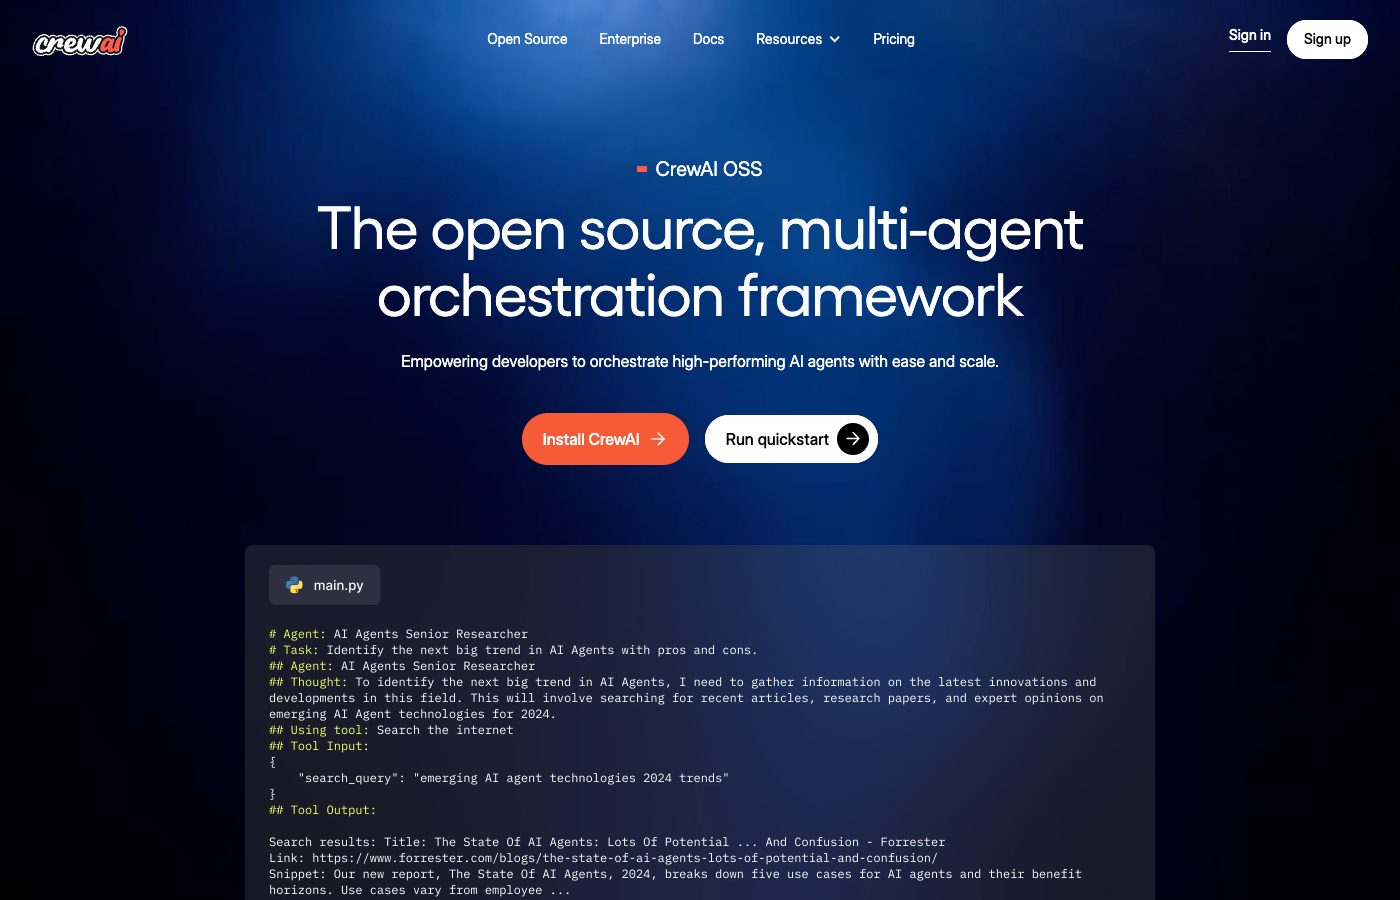 crewai
Open Source
Enterprise
Docs
Resources
Pricing
Sign in
Sign up
CrewAI OSS
The open source, multi-agent
orchestration framework
Empowering developers to orchestrate high-performing AI agents with ease and scale.
Install CrewAI
Run quickstart
main.py
# Agent: AI Agents Senior Researcher
# Task: Identify the next big trend in AI Agents with pros and cons.
## Agent: AI Agents Senior Researcher
## Thought: To identify the next big trend in AI Agents, I need to gather information on the latest innovations and
developments in this field. This will involve searching for recent articles, research papers, and expert opinions on
emerging AI Agent technologies for 2024.
## Using tool: Search the internet
## Tool Input:
{
    "search_query": "emerging AI agent technologies 2024 trends"
}
## Tool Output:
Search results: Title: The State Of AI Agents: Lots Of Potential ... And Confusion - Forrester
Link: https://www.forrester.com/blogs/the-state-of-ai-agents-lots-of-potential-and-confusion/
Snippet: Our new report, The State Of AI Agents, 2024, breaks down five use cases for AI agents and their benefit
horizons. Use cases vary from employee ...